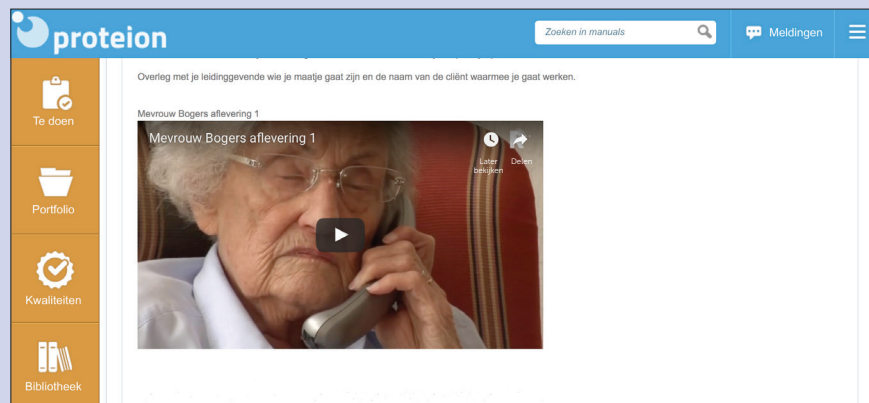 proteion
Zoeken in manuals
Meldingen
Te doen
Portfolio
Kwaliteiten
Bibliotheek
Overleg met je leidinggevende wie je maatje gaat zijn en de naam van de cliënt waarmee je gaat werken.
Mevrouw Bogers aflevering 1
Mevrouw Bogers aflevering 1
Later
bekijken
Delen